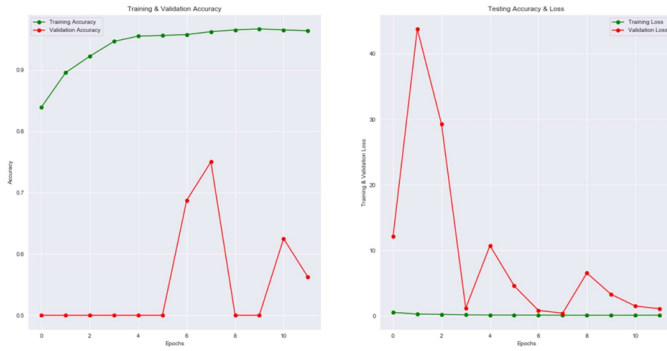 Training & Validation Accuracy
Training Accuracy
Validation Accuracy
Accuracy
0.9
0.8
0.7
0.6
0.5
0
2
4
6
8
10
Epochs
Testing Accuracy & Loss
Training Loss
Validation Loss
Training & Validation Loss
40
30
20
10
0
0
2
4
6
8
10
Epochs